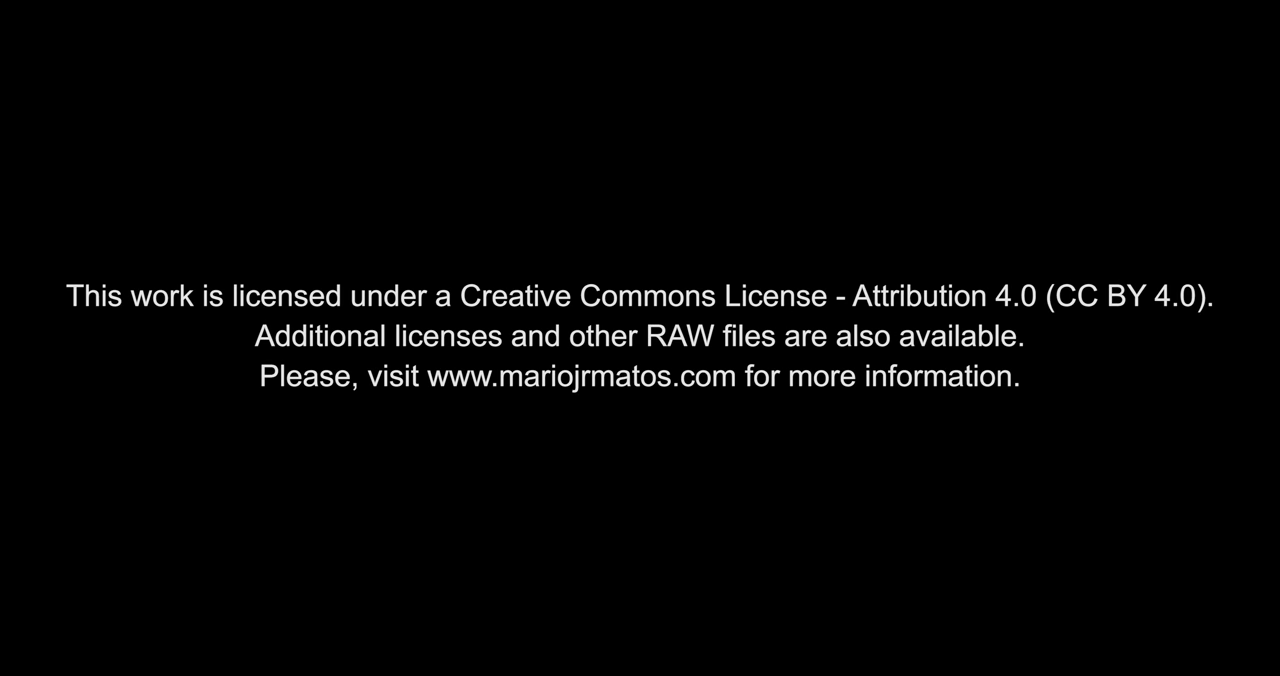 This work is licensed under a Creative Commons License - Attribution 4.0 (CC BY 4.0).
Additional licenses and other RAW files are also available.
Please, visit www.mariojrmatos.com for more information.